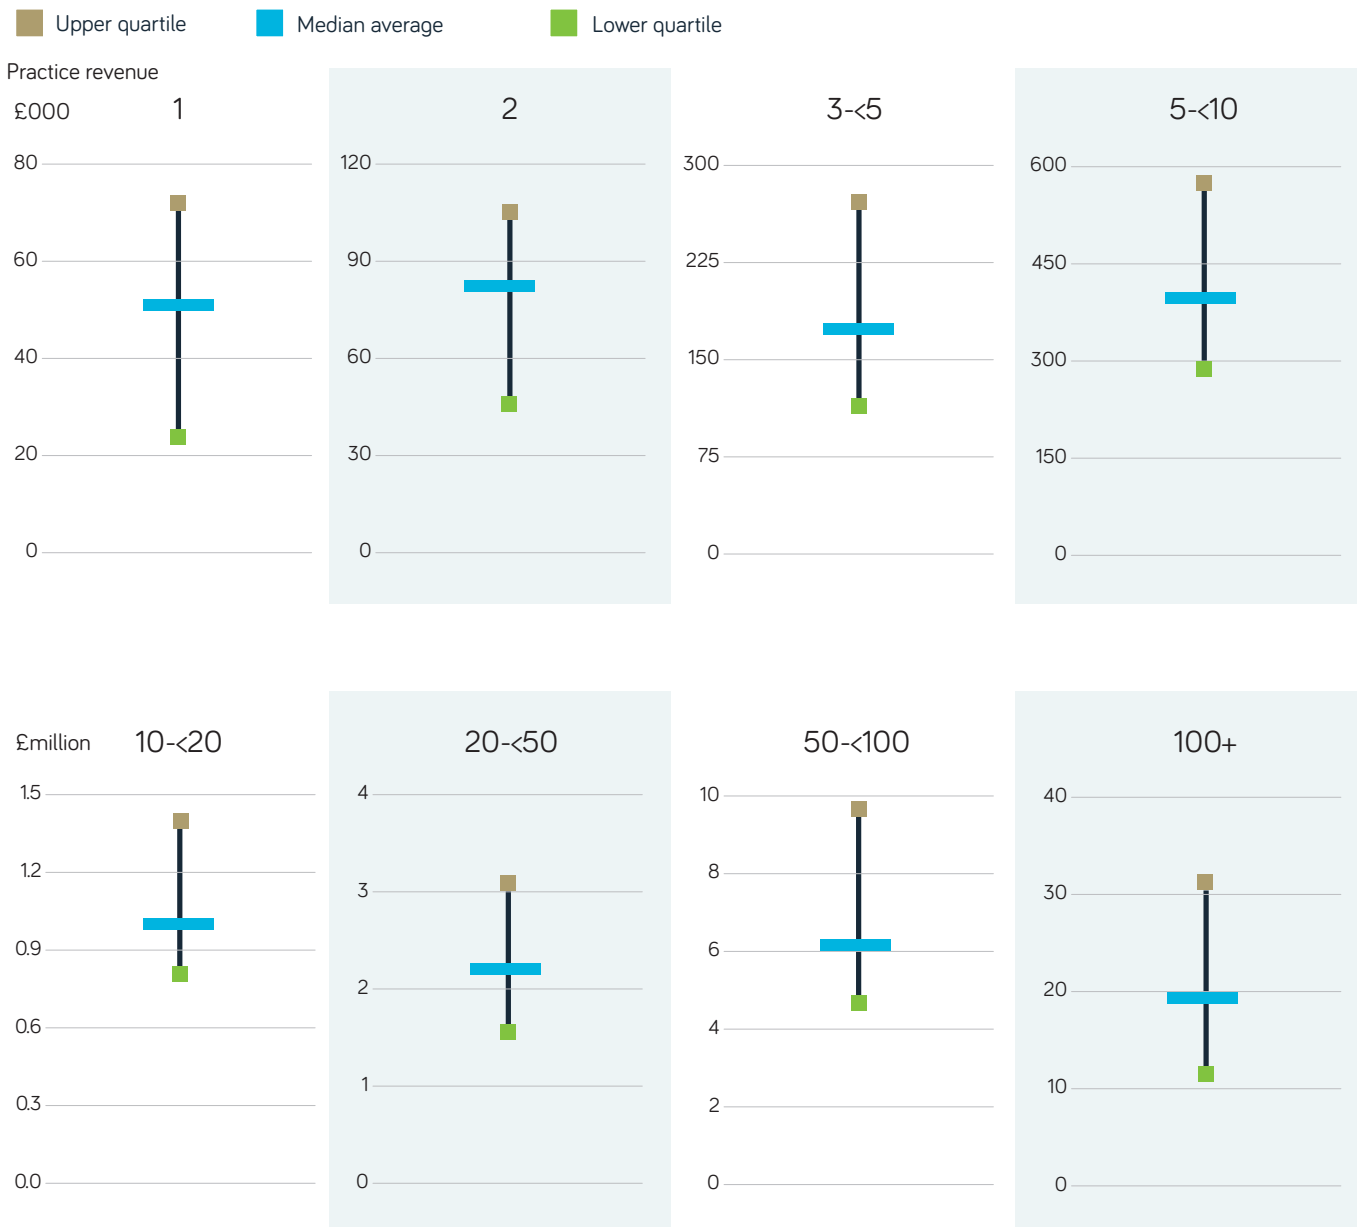 Upper quartile Median average Lower quartile
Practice revenue
£000 1 2 3-<5 5-<10
80 120 300 600
60 90 225 450
40 60 150 300
20 30 75 150
0 0 0 0
£million 10-<20 20-<50 50-<100 100+
1.5 4 10 40
1.2 3 8 30
0.9 2 6 20
0.6 1 4 10
0.3 0 2 0
0.0 0